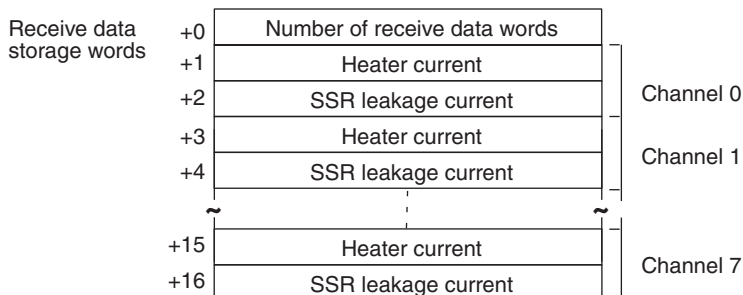 Receive data
storage words
+0 Number of receive data words
+1 Heater current
+2 SSR leakage current
Channel 0
+3 Heater current
+4 SSR leakage current
Channel 1
+15 Heater current
+16 SSR leakage current
Channel 7